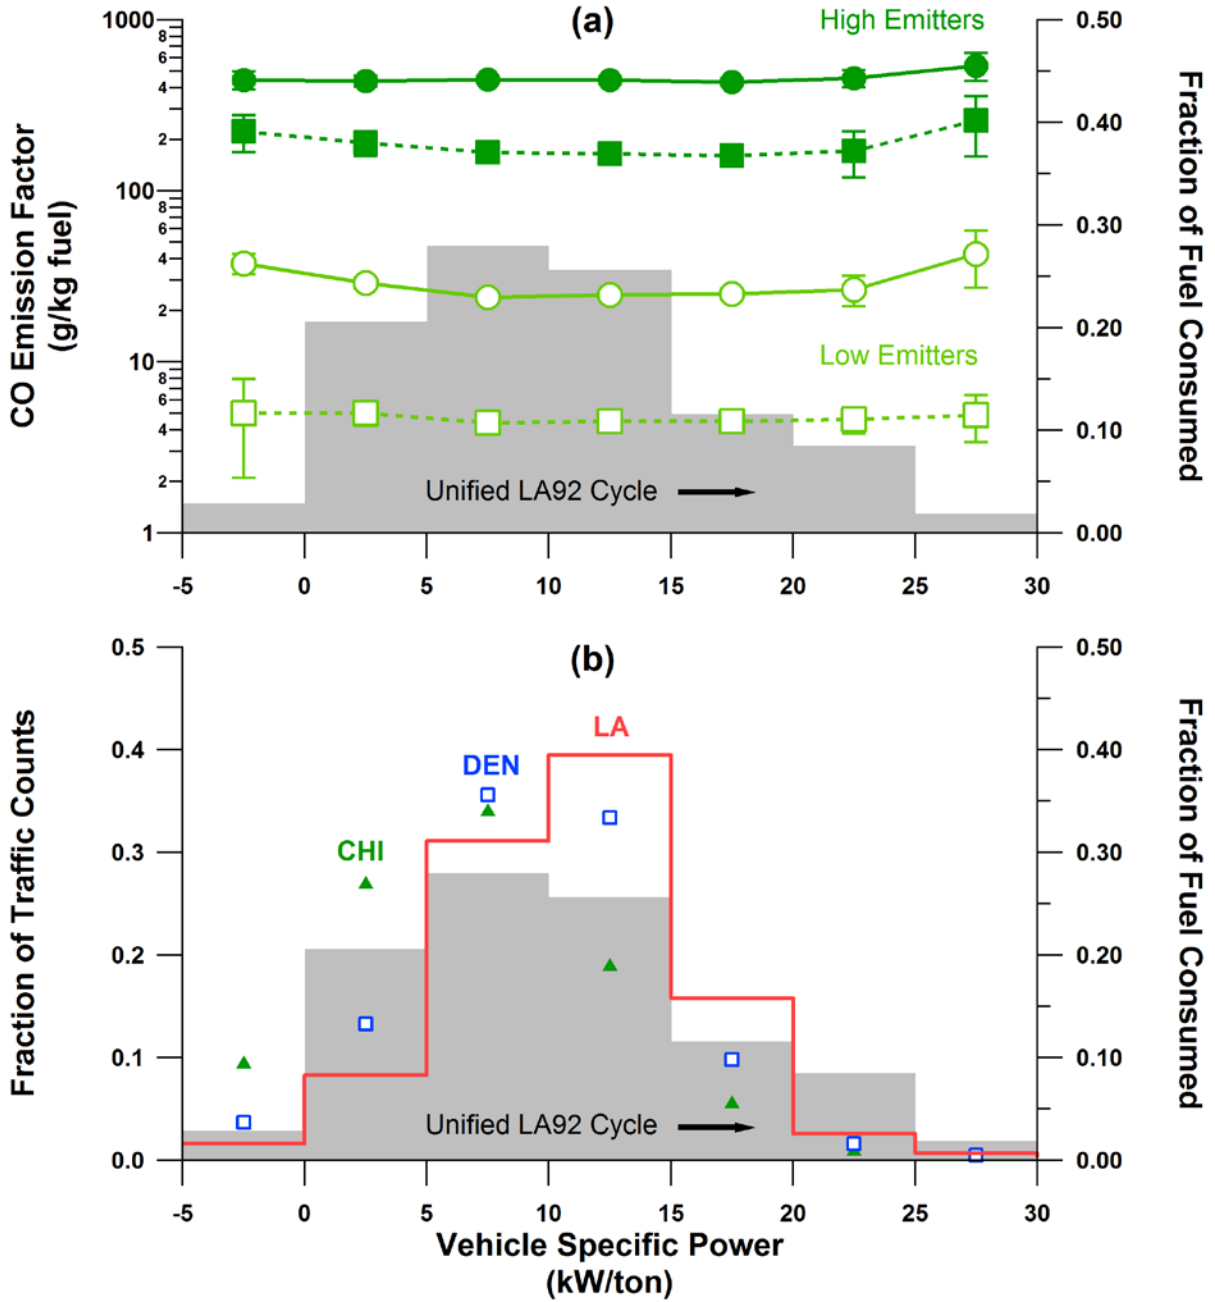 (a)
High Emitters
Low Emitters
Unified LA92 Cycle
CO Emission Factor
(g/kg fuel)
1000
8
6
4
2
100
8
6
4
2
10
8
6
4
2
1
Fraction of Fuel Consumed
0.50
0.40
0.30
0.20
0.10
0.00
-5 0 5 10 15 20 25 30
(b)
LA
DEN
CHI
Unified LA92 Cycle
Fraction of Traffic Counts
0.5
0.4
0.3
0.2
0.1
0.0
Fraction of Fuel Consumed
0.50
0.40
0.30
0.20
0.10
0.00
-5 0 5 10 15 20 25 30
Vehicle Specific Power
(kW/ton)